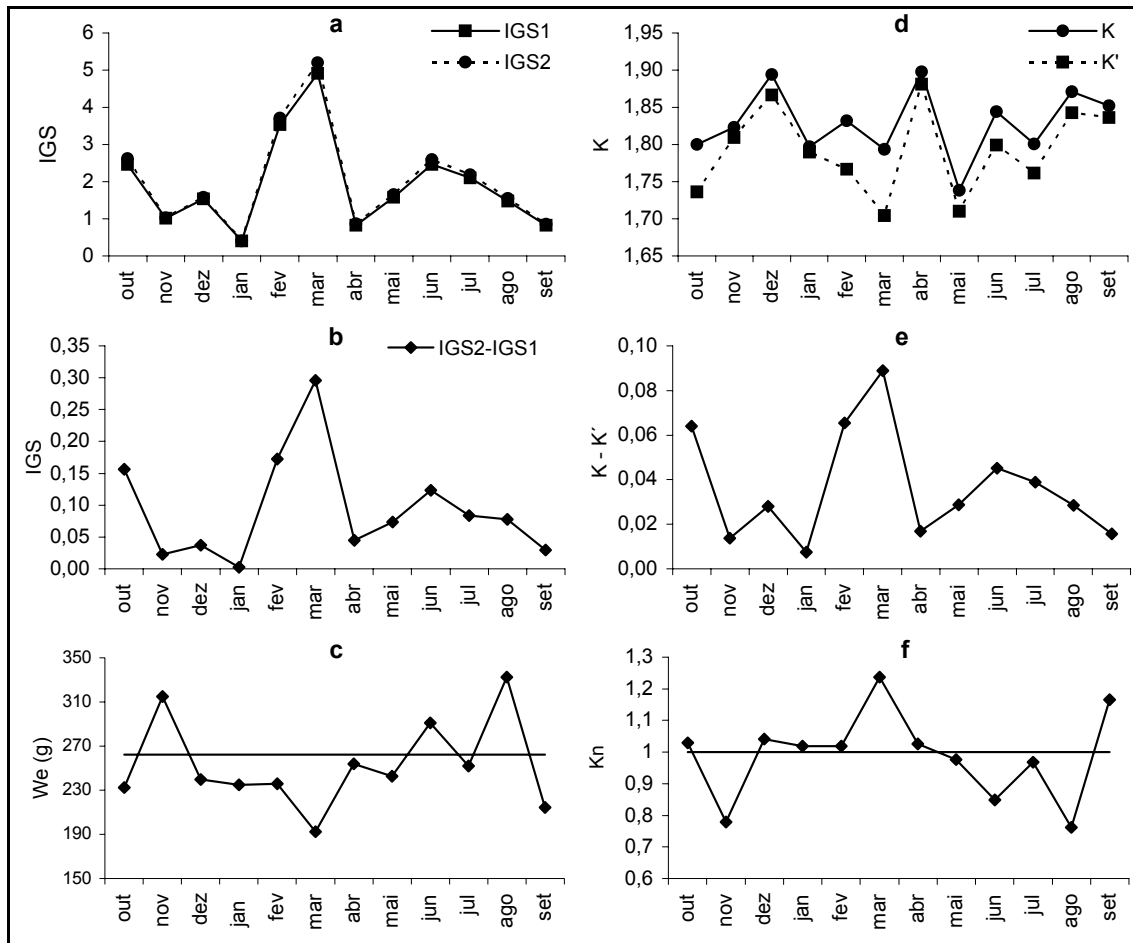 a
IGS1
IGS2
6
5
4
3
2
1
0
IGS
out nov dez jan fev mar abr mai jun jul ago set
d
K
K'
1,95
1,90
1,85
1,80
1,75
1,70
1,65
K
out nov dez jan fev mar abr mai jun jul ago set
b
IGS2-IGS1
0,35
0,30
0,25
0,20
0,15
0,10
0,05
0,00
IGS
out nov dez jan fev mar abr mai jun jul ago set
e
0,10
0,08
0,06
0,04
0,02
0,00
K - K´
out nov dez jan fev mar abr mai jun jul ago set
c
350
310
270
230
190
150
We (g)
out nov dez jan fev mar abr mai jun jul ago set
f
1,3
1,2
1,1
1
0,9
0,8
0,7
0,6
Kn
out nov dez jan fev mar abr mai jun jul ago set